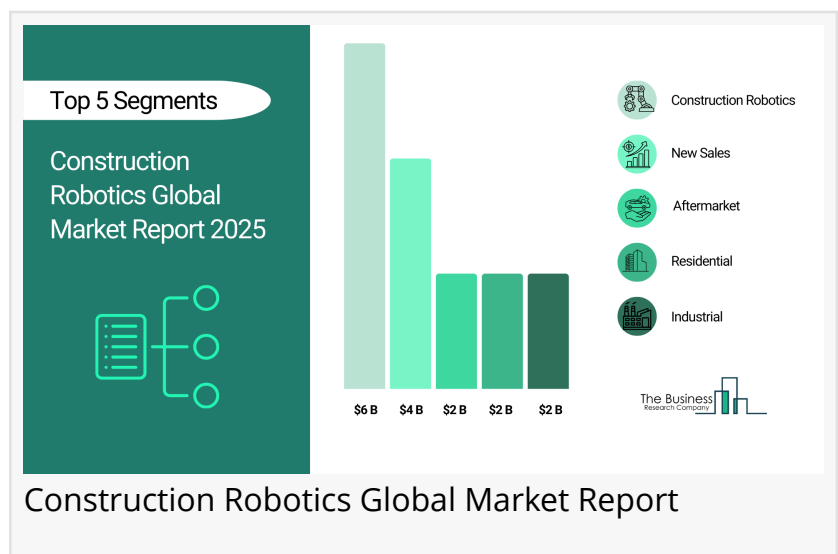 Top 5 Segments
Construction
Robotics Global
Market Report 2025
$6 B
$4 B
$2 B
$2 B
$2 B
Construction Robotics
New Sales
Aftermarket
Residential
Industrial
The Business
Research Company
Construction Robotics Global Market Report